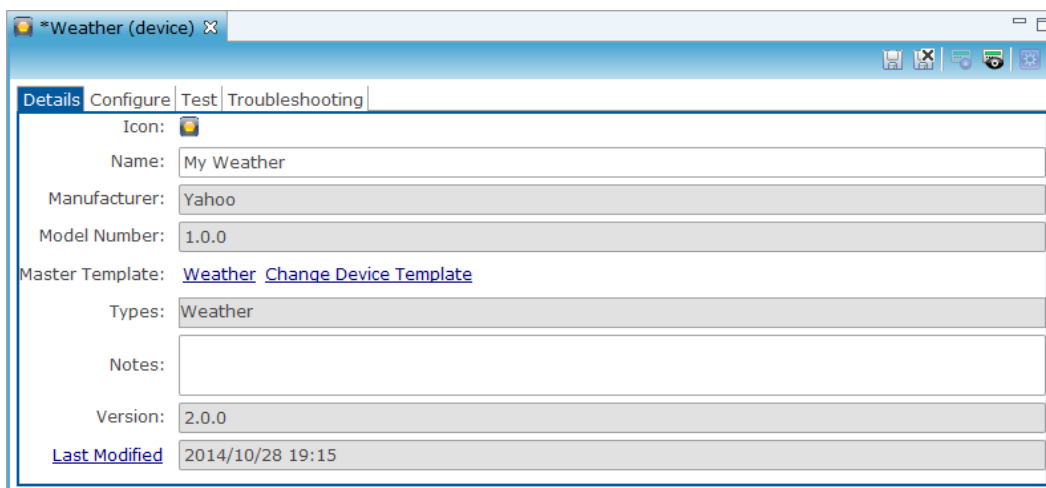 *Weather (device)
Details Configure Test Troubleshooting
Icon:
Name: My Weather
Manufacturer: Yahoo
Model Number: 1.0.0
Master Template: Weather Change Device Template
Types: Weather
Notes:
Version: 2.0.0
Last Modified 2014/10/28 19:15